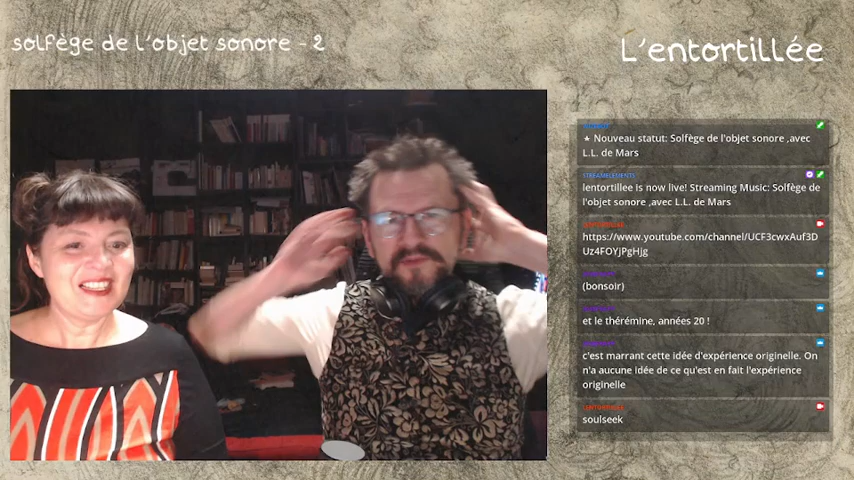 solfège de l'objet sonore - 2
L'entortillée
★ Nouveau statut: Solfège de l'objet sonore ,avec
L.L. de Mars
STREAMELEMENTS
lentortillee is now live! Streaming Music: Solfège de
l'objet sonore ,avec L.L. de Mars
https://www.youtube.com/channel/UCF3cwxAuf3D
Uz4FOYjPgHjg
(bonsoir)
et le thérémine, années 20 !
c'est marrant cette idée d'expérience originelle. On
n'a aucune idée de ce qu'est en fait l'expérience
originelle
LENTORTILLEE
soulseek